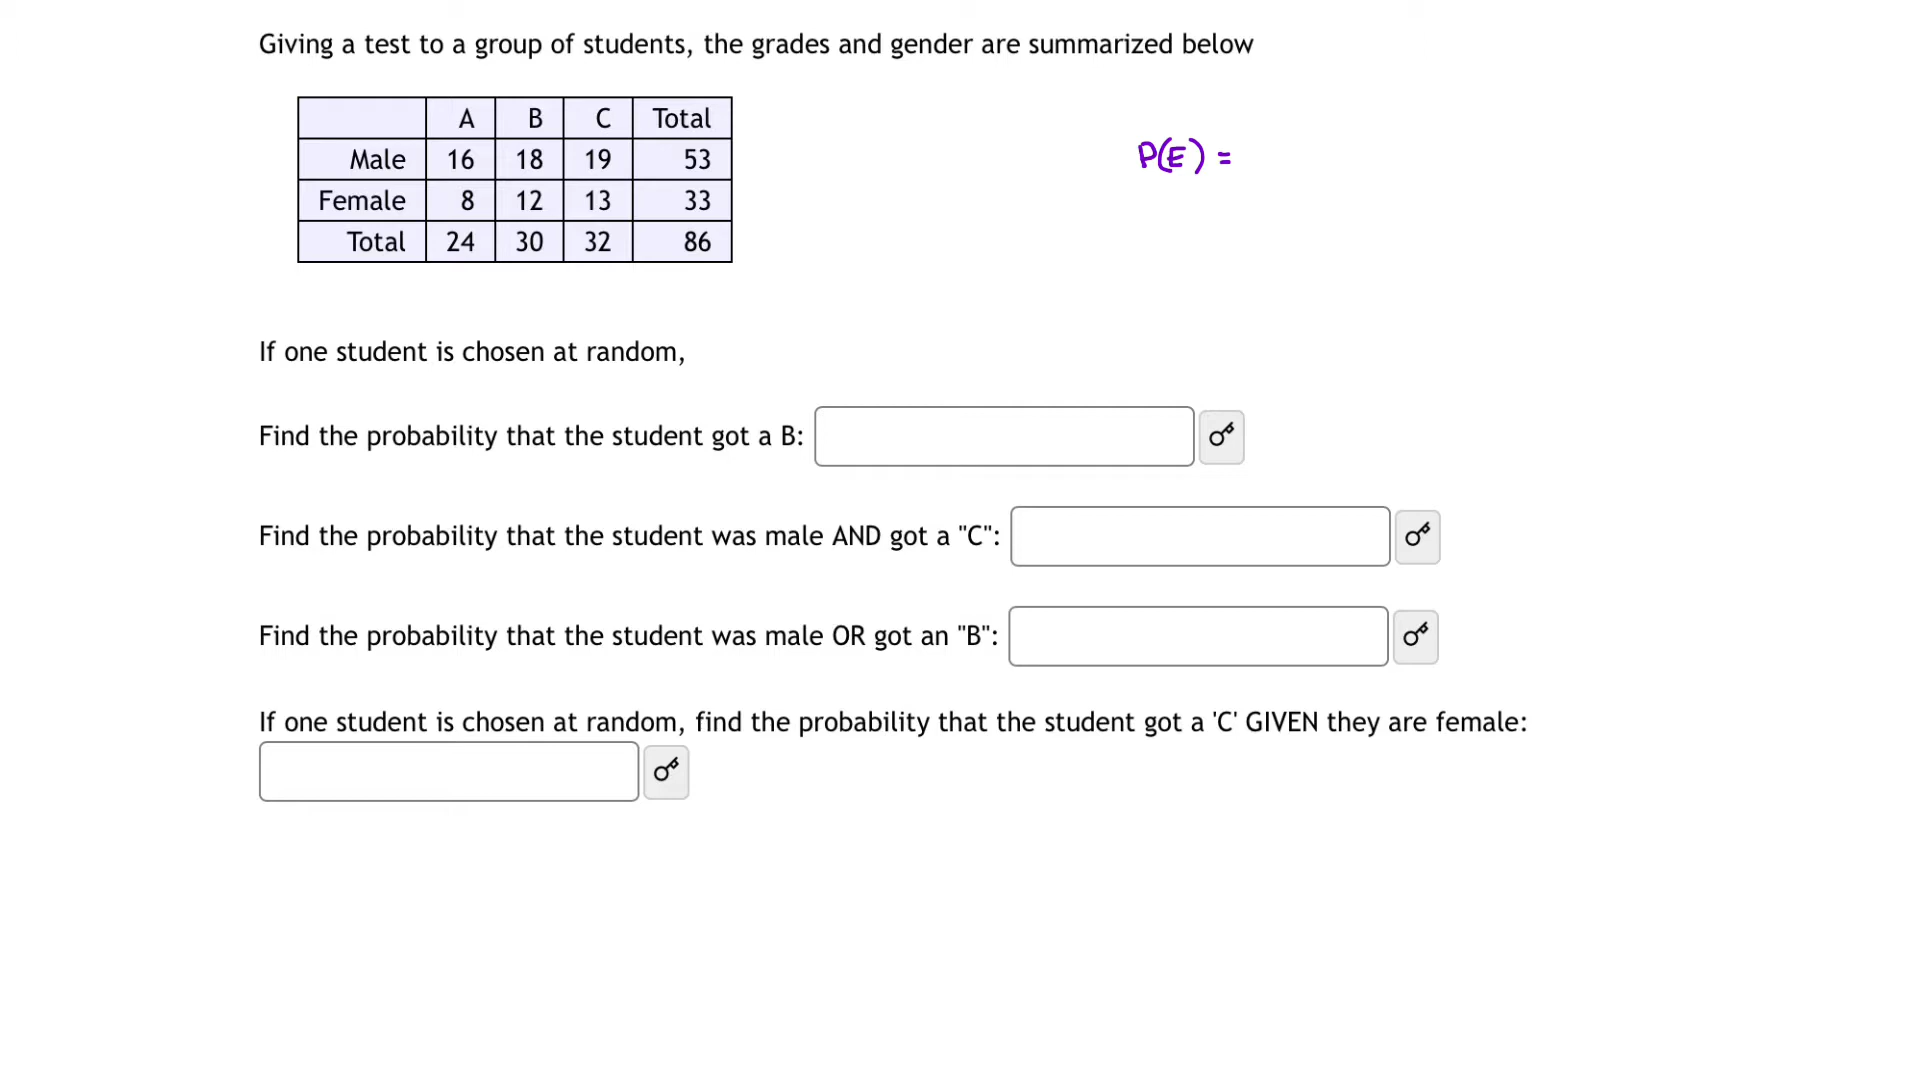 Giving a test to a group of students, the grades and gender are summarized below
A B C Total
Male 16 18 19 53
P(E) =
Female 8 12 13 33
Total 24 30 32 86
If one student is chosen at random,
Find the probability that the student got a B:
Find the probability that the student was male AND got a "C":
Find the probability that the student was male OR got an "B":
If one student is chosen at random, find the probability that the student got a 'C' GIVEN they are female: